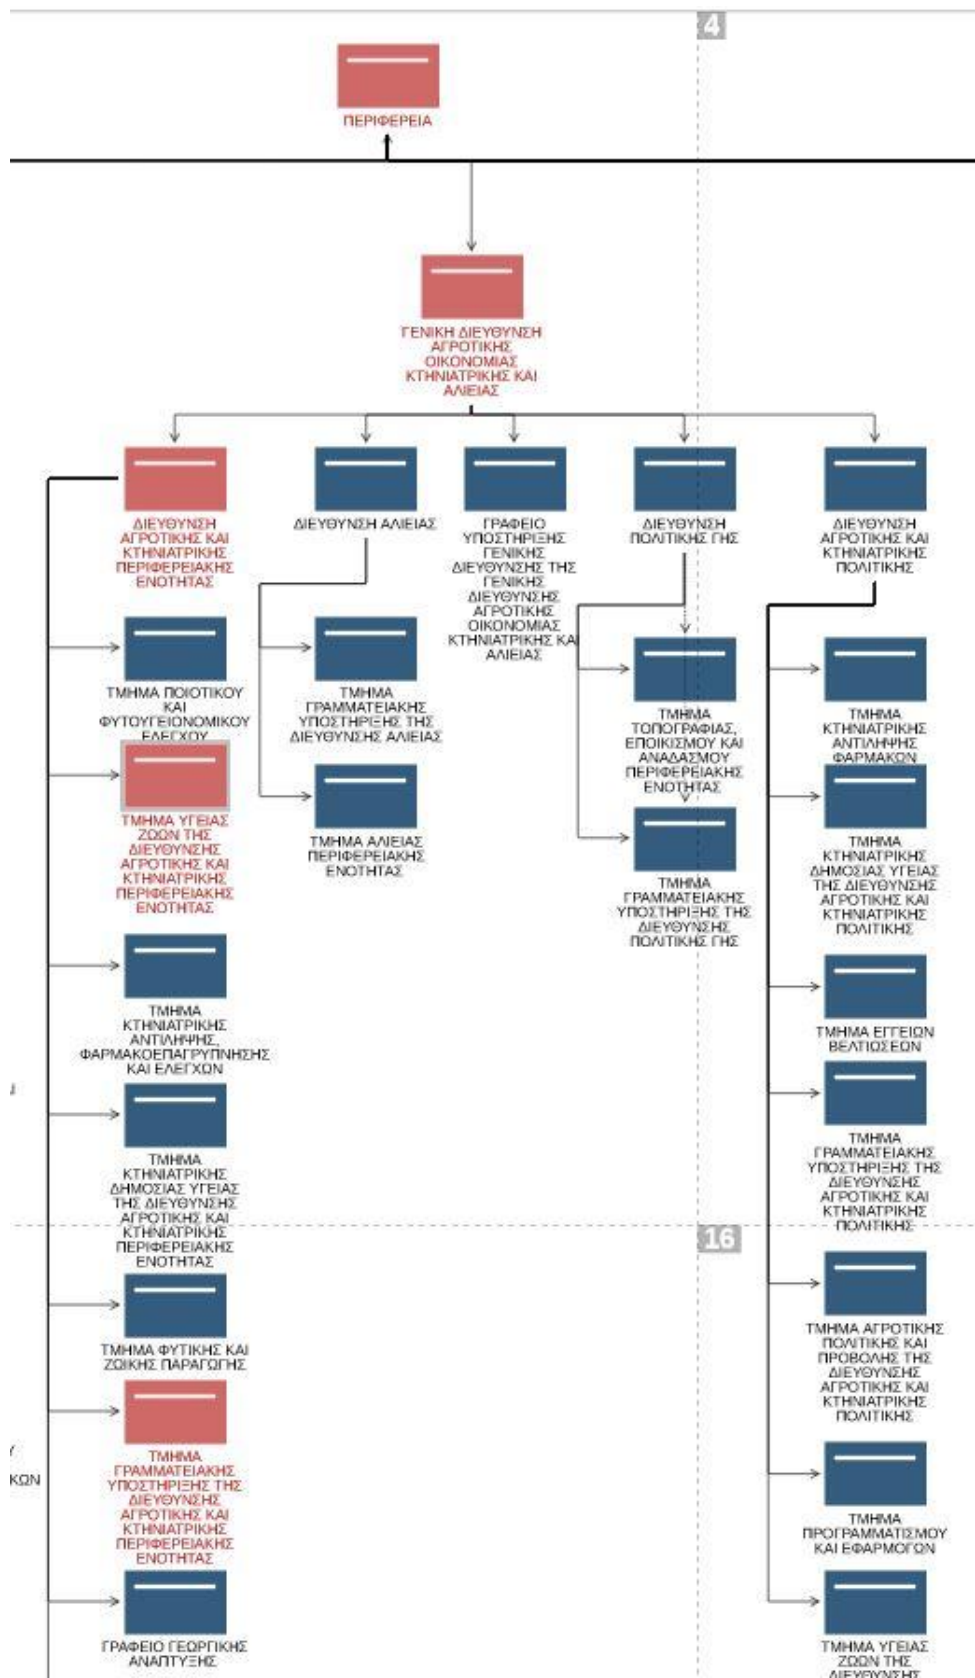 4
ΠΕΡΙΦΕΡΕΙΑ
ΓΕΝΙΚΗ ΔΙΕΥΘΥΝΣΗ
ΑΓΡΟΤΙΚΗΣ
ΟΙΚΟΝΟΜΙΑΣ
ΚΤΗΝΙΑΤΡΙΚΗΣ ΚΑΙ
ΑΛΙΕΙΑΣ
ΔΙΕΥΘΥΝΣΗ
ΑΓΡΟΤΙΚΗΣ ΚΑΙ
ΚΤΗΝΙΑΤΡΙΚΗΣ
ΠΕΡΙΦΕΡΕΙΑΚΗΣ
ΕΝΟΤΗΤΑΣ
ΔΙΕΥΘΥΝΣΗ ΑΛΙΕΙΑΣ
ΓΡΑΦΕΙΟ
ΥΠΟΣΤΗΡΙΞΗΣ
ΓΕΝΙΚΗΣ
ΔΙΕΥΘΥΝΣΗΣ ΤΗΣ
ΓΕΝΙΚΗΣ
ΔΙΕΥΘΥΝΣΗΣ
ΑΓΡΟΤΙΚΗΣ
ΟΙΚΟΝΟΜΙΑΣ
ΚΤΗΝΙΑΤΡΙΚΗΣ ΚΑΙ
ΑΛΙΕΙΑΣ
ΔΙΕΥΘΥΝΣΗ
ΠΟΛΙΤΙΚΗΣ ΓΗΣ
ΔΙΕΥΘΥΝΣΗ
ΑΓΡΟΤΙΚΗΣ ΚΑΙ
ΚΤΗΝΙΑΤΡΙΚΗΣ
ΠΟΛΙΤΙΚΗΣ
ΤΜΗΜΑ ΠΟΙΟΤΙΚΟΥ
ΚΑΙ
ΦΥΤΟΥΓΕΙΟΝΟΜΙΚΟΥ
ΕΛΕΓΧΟΥ
ΤΜΗΜΑ ΥΓΕΙΑΣ
ΖΩΩΝ ΤΗΣ
ΔΙΕΥΘΥΝΣΗΣ
ΑΓΡΟΤΙΚΗΣ ΚΑΙ
ΚΤΗΝΙΑΤΡΙΚΗΣ
ΠΕΡΙΦΕΡΕΙΑΚΗΣ
ΕΝΟΤΗΤΑΣ
ΤΜΗΜΑ
ΚΤΗΝΙΑΤΡΙΚΗΣ
ΑΝΤΙΛΗΨΗΣ,
ΦΑΡΜΑΚΟΕΠΑΓΡΥΠΝΗΣΗΣ
ΚΑΙ ΕΛΕΓΧΩΝ
ΤΜΗΜΑ
ΚΤΗΝΙΑΤΡΙΚΗΣ
ΔΗΜΟΣΙΑΣ ΥΓΕΙΑΣ
ΤΗΣ ΔΙΕΥΘΥΝΣΗΣ
ΑΓΡΟΤΙΚΗΣ ΚΑΙ
ΚΤΗΝΙΑΤΡΙΚΗΣ
ΠΕΡΙΦΕΡΕΙΑΚΗΣ
ΕΝΟΤΗΤΑΣ
ΤΜΗΜΑ ΦΥΤΙΚΗΣ ΚΑΙ
ΖΩΙΚΗΣ ΠΑΡΑΓΩΓΗΣ
ΤΜΗΜΑ
ΓΡΑΜΜΑΤΕΙΑΚΗΣ
ΥΠΟΣΤΗΡΙΞΗΣ ΤΗΣ
ΔΙΕΥΘΥΝΣΗΣ
ΑΓΡΟΤΙΚΗΣ ΚΑΙ
ΚΤΗΝΙΑΤΡΙΚΗΣ
ΠΕΡΙΦΕΡΕΙΑΚΗΣ
ΕΝΟΤΗΤΑΣ
ΓΡΑΦΕΙΟ ΓΕΩΡΓΙΚΗΣ
ΑΝΑΠΤΥΞΗΣ
ΤΜΗΜΑ
ΓΡΑΜΜΑΤΕΙΑΚΗΣ
ΥΠΟΣΤΗΡΙΞΗΣ ΤΗΣ
ΔΙΕΥΘΥΝΣΗΣ ΑΛΙΕΙΑΣ
ΤΜΗΜΑ ΑΛΙΕΙΑΣ
ΠΕΡΙΦΕΡΕΙΑΚΗΣ
ΕΝΟΤΗΤΑΣ
ΤΜΗΜΑ
ΤΟΠΟΓΡΑΦΙΑΣ,
ΕΠΟΙΚΙΣΜΟΥ ΚΑΙ
ΑΝΑΔΑΣΜΟΥ
ΠΕΡΙΦΕΡΕΙΑΚΗΣ
ΕΝΟΤΗΤΑΣ
ΤΜΗΜΑ
ΓΡΑΜΜΑΤΕΙΑΚΗΣ
ΥΠΟΣΤΗΡΙΞΗΣ ΤΗΣ
ΔΙΕΥΘΥΝΣΗΣ
ΠΟΛΙΤΙΚΗΣ ΓΗΣ
ΤΜΗΜΑ
ΚΤΗΝΙΑΤΡΙΚΗΣ
ΑΝΤΙΛΗΨΗΣ
ΦΑΡΜΑΚΩΝ
ΤΜΗΜΑ
ΚΤΗΝΙΑΤΡΙΚΗΣ
ΔΗΜΟΣΙΑΣ ΥΓΕΙΑΣ
ΤΗΣ ΔΙΕΥΘΥΝΣΗΣ
ΑΓΡΟΤΙΚΗΣ ΚΑΙ
ΚΤΗΝΙΑΤΡΙΚΗΣ
ΠΟΛΙΤΙΚΗΣ
ΤΜΗΜΑ ΕΓΓΕΙΩΝ
ΒΕΛΤΙΩΣΕΩΝ
ΤΜΗΜΑ
ΓΡΑΜΜΑΤΕΙΑΚΗΣ
ΥΠΟΣΤΗΡΙΞΗΣ ΤΗΣ
ΔΙΕΥΘΥΝΣΗΣ
ΑΓΡΟΤΙΚΗΣ ΚΑΙ
ΚΤΗΝΙΑΤΡΙΚΗΣ
ΠΟΛΙΤΙΚΗΣ
16
ΤΜΗΜΑ ΑΓΡΟΤΙΚΗΣ
ΠΟΛΙΤΙΚΗΣ ΚΑΙ
ΠΡΟΒΟΛΗΣ ΤΗΣ
ΔΙΕΥΘΥΝΣΗΣ
ΑΓΡΟΤΙΚΗΣ ΚΑΙ
ΚΤΗΝΙΑΤΡΙΚΗΣ
ΠΟΛΙΤΙΚΗΣ
ΤΜΗΜΑ
ΠΡΟΓΡΑΜΜΑΤΙΣΜΟΥ
ΚΑΙ ΕΦΑΡΜΟΓΩΝ
ΤΜΗΜΑ ΥΓΕΙΑΣ
ΖΩΩΝ ΤΗΣ
ΔΙΕΥΘΥΝΣΗΣ